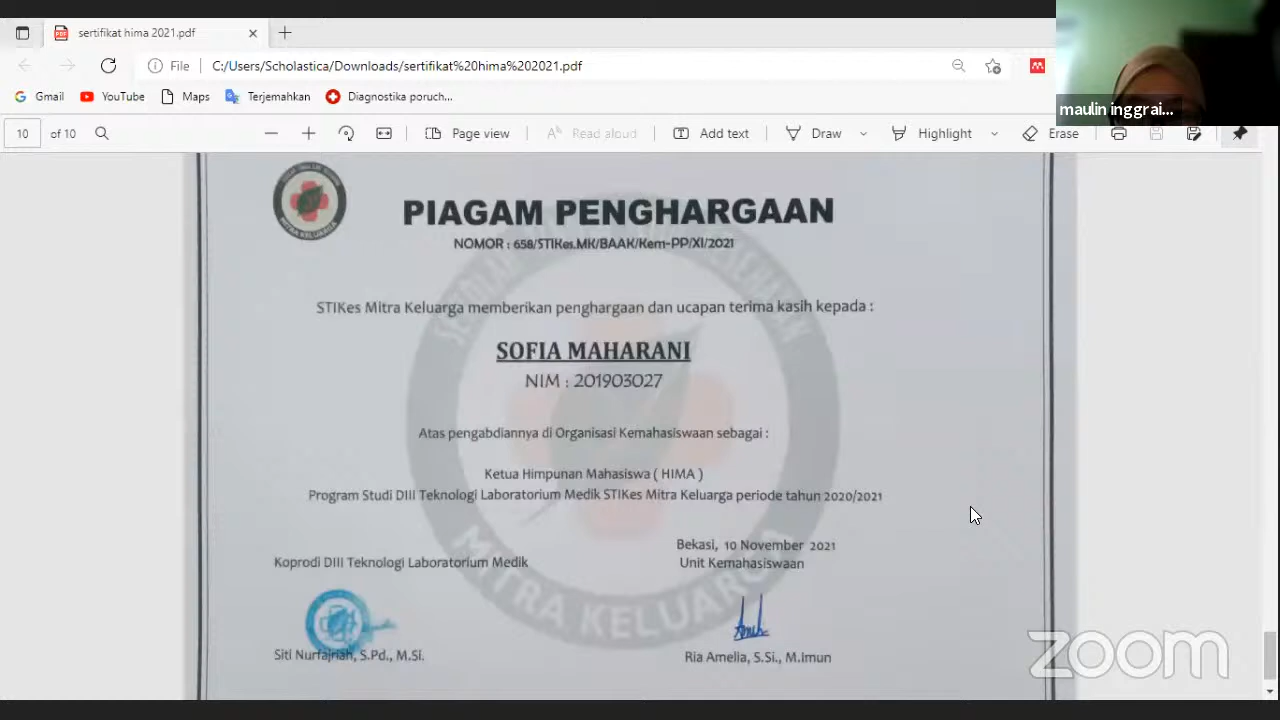 sertifikat hima 2021.pdf
File C:/Users/Scholastica/Downloads/sertifikat%20hima%202021.pdf
Gmail YouTube Maps Terjemahkan Diagnostika poruch...
maulin inggrai...
10 of 10 Page view Read aloud Add text Draw Highlight Erase
PIAGAM PENGHARGAAN
NOMOR : 658/STIKes.MK/BAAK/Kem-PP/XI/2021
STIKes Mitra Keluarga memberikan penghargaan dan ucapan terima kasih kepada :
SOFIA MAHARANI
NIM : 201903027
Atas pengabdiannya di Organisasi Kemahasiswaan sebagai :
Ketua Himpunan Mahasiswa ( HIMA )
Program Studi DIII Teknologi Laboratorium Medik STIKes Mitra Keluarga periode tahun 2020/2021
Bekasi, 10 November 2021
Koprodi DIII Teknologi Laboratorium Medik
Unit Kemahasiswaan
Siti Nurfajriah, S.Pd., M.Si.
Ria Amelia, S.Si., M.Imun
MITRA KELUARGA
MITRA KELUARGA
zoom